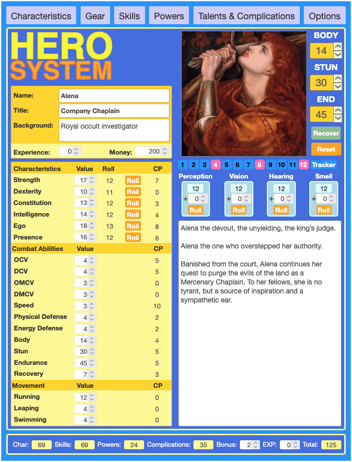 Characteristics Gear Skills Powers Talents & Complications Options
HERO
SYSTEM
BODY
14
STUN
30
END
45
Recover
Reset
Name: Alena
Title: Company Chaplain
Background: Royal occult investigator
Experience: 0 Money: 200
1 2 3 4 5 6 7 8 9 10 11 12 Tracker
Perception Vision Hearing Smell
12 12 12 12
+ 0 + 0 + 0 + 0
Roll Roll Roll Roll
Characteristics Value Roll CP
Strength 17 12 Roll 7
Dexterity 10 11 Roll 0
Constitution 13 12 Roll 3
Intelligence 14 12 Roll 4
Ego 18 13 Roll 8
Presence 16 12 Roll 6
Combat Abilities Value CP
OCV 4 5
DCV 4 5
OMCV 3 0
DMCV 3 0
Speed 3 10
Physical Defense 4 2
Energy Defense 4 2
Body 14 4
Stun 30 5
Endurance 45 5
Recovery 7 3
Movement Value CP
Running 12 0
Leaping 4 0
Swimming 4 0
Alena the devout, the unyielding, the king's judge.
Alena the one who overstepped her authority.
Banished from the court, Alena continues her
quest to purge the evils of the land as a
Mercenary Chaplain. To her fellows, she is no
tyrant, but a source of inspiration and a
sympathetic ear.
Char: 69 Skills: 69 Powers: 24 Complications: 35 Bonus: 2 EXP: 0 Total: 125